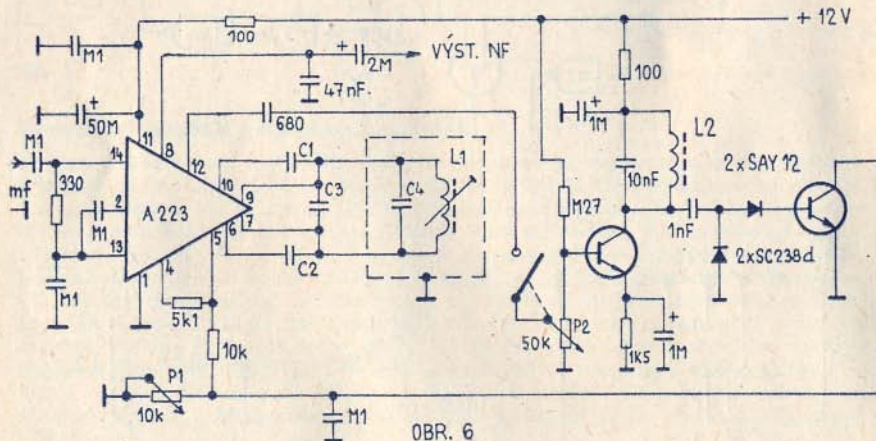 + 12 V
100
M1
+
2M
VÝST. NF
47nF.
100
+
50M
680
+
1M
L2
M1
11
8
12
14
10
9
7
6
5
C1
C3
C4
L1
10nF
2 x SAY 12
mf
330
2
A 223
M27
1nF
M1
13
1
4
C2
2xSC238d
M1
5k1
50k
P2
1k5
+
1M
10k
P1
10k
M1
OBR. 6